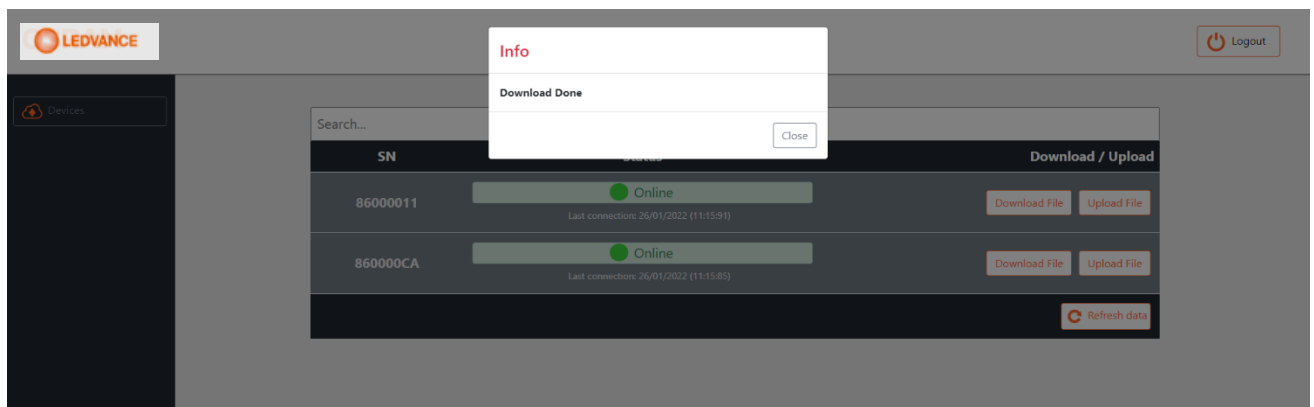 LEDVANCE
Info
Logout
Download Done
Devices
Search...
Close
SN Status Download / Upload
86000011 Online Download File Upload File
Last connection: 26/01/2022 (11:15:91)
860000CA Online Download File Upload File
Last connection: 26/01/2022 (11:15:85)
Refresh data